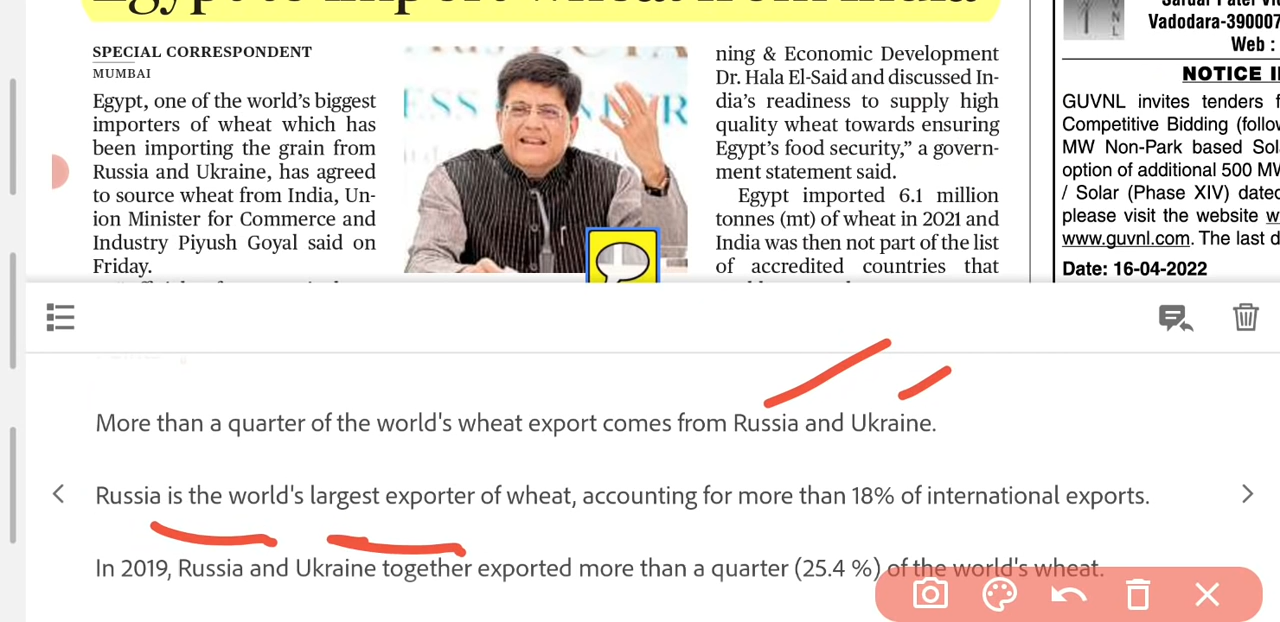 Egypt to import wheat from India
SPECIAL CORRESPONDENT
MUMBAI
Egypt, one of the world's biggest
importers of wheat which has
been importing the grain from
Russia and Ukraine, has agreed
to source wheat from India, Un-
ion Minister for Commerce and
Industry Piyush Goyal said on
Friday.
ning & Economic Development
Dr. Hala El-Said and discussed In-
dia's readiness to supply high
quality wheat towards ensuring
Egypt's food security," a govern-
ment statement said.
Egypt imported 6.1 million
tonnes (mt) of wheat in 2021 and
India was then not part of the list
of accredited countries that
Vadodara-39000
Web :
NOTICE I
GUVNL invites tenders f
Competitive Bidding (follow
MW Non-Park based Sol
option of additional 500 MW
/ Solar (Phase XIV) dated
please visit the website w
www.guvnl.com. The last d
Date: 16-04-2022
More than a quarter of the world's wheat export comes from Russia and Ukraine.
Russia is the world's largest exporter of wheat, accounting for more than 18% of international exports.
In 2019, Russia and Ukraine together exported more than a quarter (25.4 %) of the world's wheat.